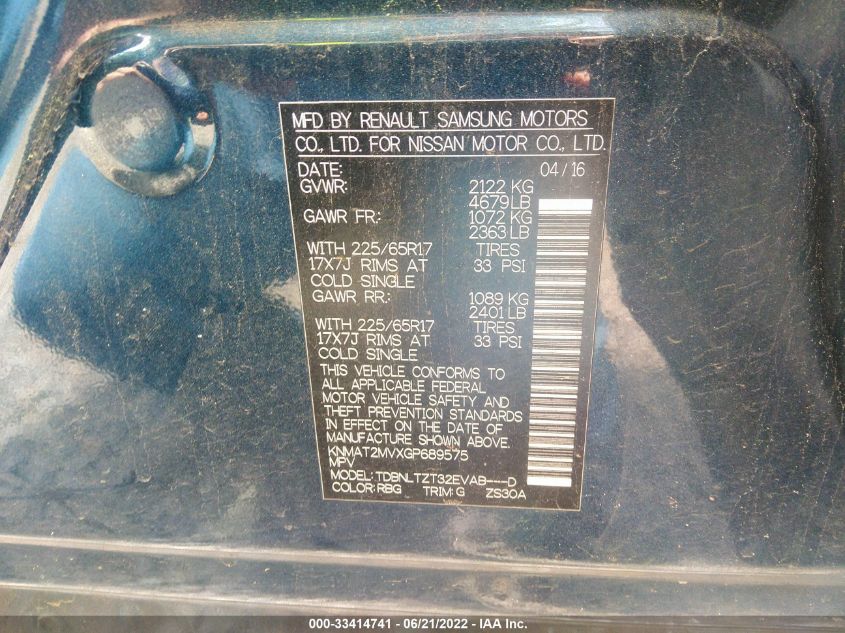 MFD BY RENAULT SAMSUNG MOTORS
CO., LTD. FOR NISSAN MOTOR CO., LTD.
DATE: 04/16
GVWR: 2122 KG
4679 LB
GAWR FR: 1072 KG
2363 LB
WITH 225/65R17 TIRES
17X7J RIMS AT 33 PSI
COLD SINGLE
GAWR RR: 1089 KG
2401 LB
WITH 225/65R17 TIRES
17X7J RIMS AT 33 PSI
COLD SINGLE
THIS VEHICLE CONFORMS TO
ALL APPLICABLE FEDERAL
MOTOR VEHICLE SAFETY AND
THEFT PREVENTION STANDARDS
IN EFFECT ON THE DATE OF
MANUFACTURE SHOWN ABOVE.
KNMAT2MVXGP689575
MPV
MODEL: TDBNLTZT32EVAB----D
COLOR: RBG TRIM: G ZS30A
000-33414741 - 06/21/2022 - IAA Inc.